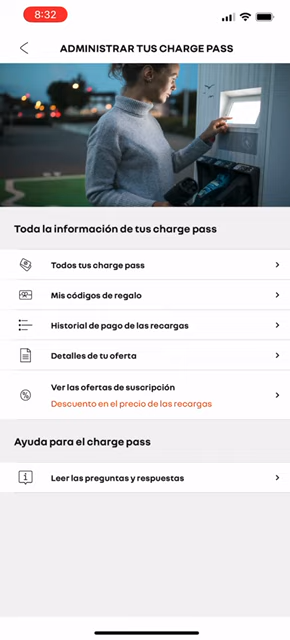 8:32
ADMINISTRAR TUS CHARGE PASS
Toda la información de tus charge pass
Todos tus charge pass
Mis códigos de regalo
Historial de pago de las recargas
Detalles de tu oferta
Ver las ofertas de suscripción
Descuento en el precio de las recargas
Ayuda para el charge pass
Leer las preguntas y respuestas